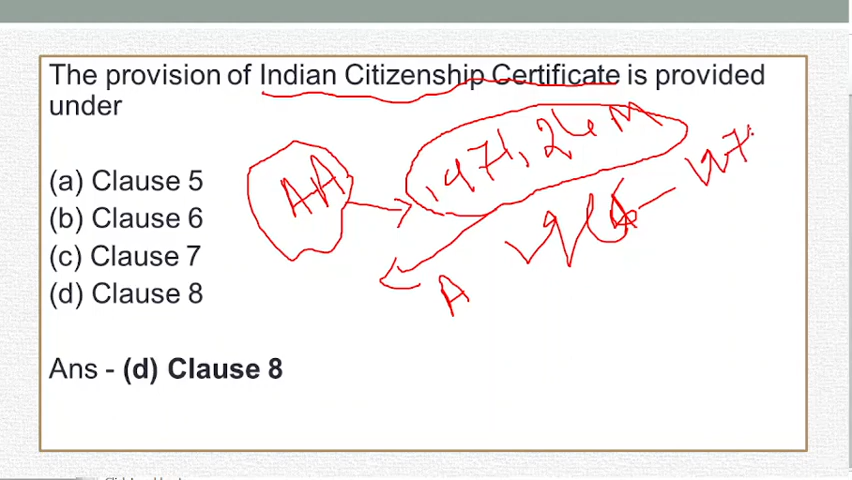 The provision of Indian Citizenship Certificate is provided
under
(a) Clause 5
(b) Clause 6
(c) Clause 7
(d) Clause 8
AA
1971, 26 M
A
Ans - (d) Clause 8